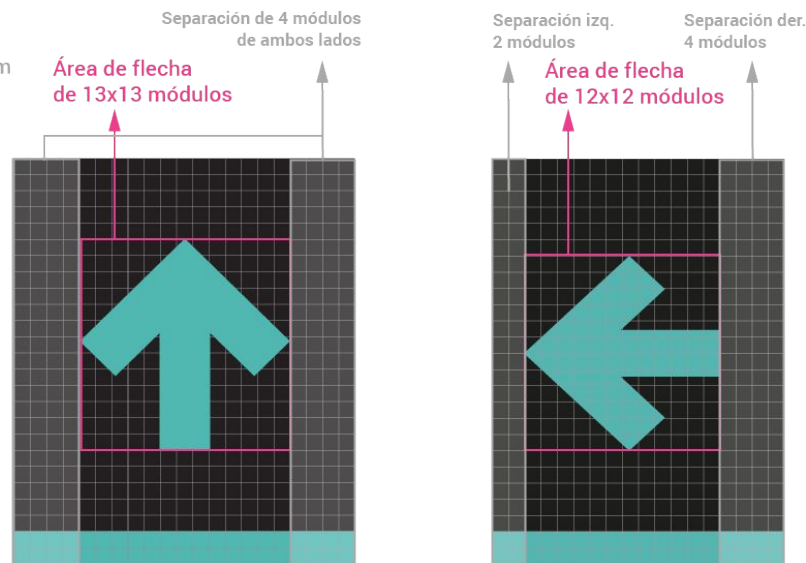 Separación de 4 módulos
de ambos lados
m
Área de flecha
de 13x13 módulos
Separación izq.
2 módulos
Separación der.
4 módulos
Área de flecha
de 12x12 módulos